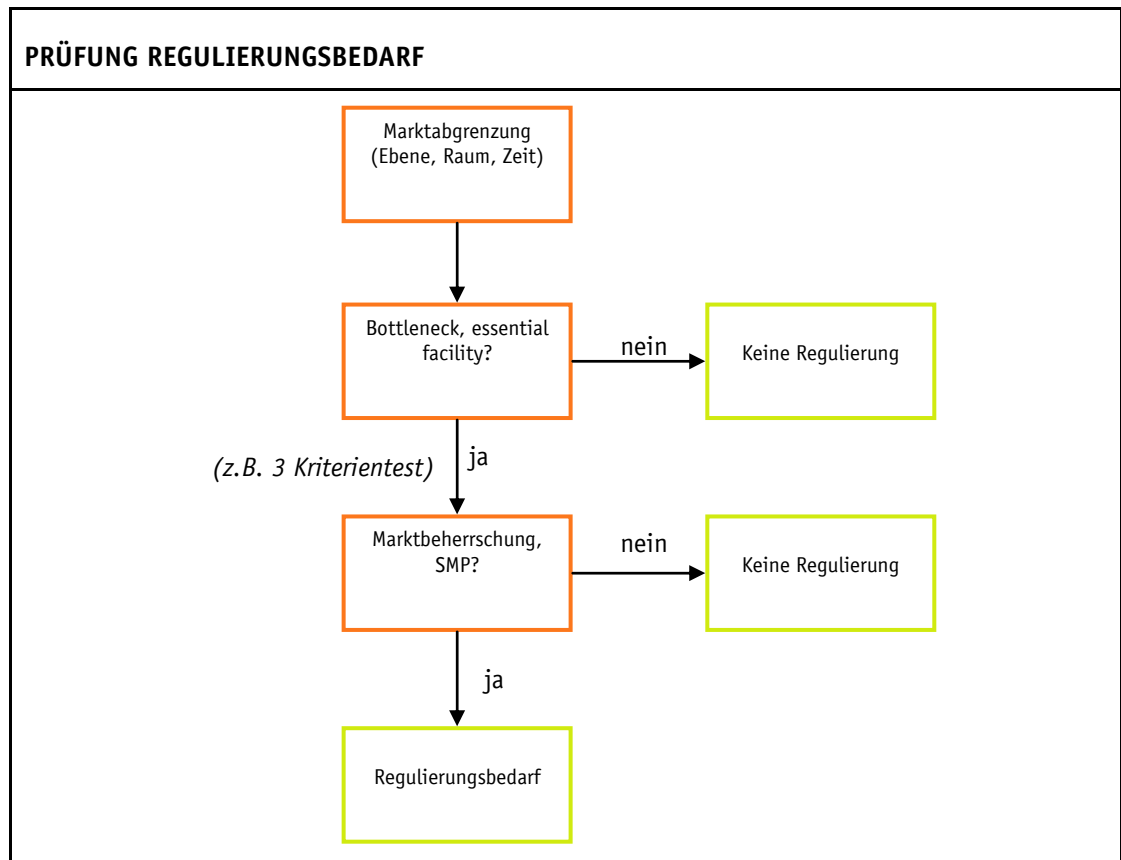 PRÜFUNG REGULIERUNGSBEDARF
Marktabgrenzung
(Ebene, Raum, Zeit)
Bottleneck, essential
facility?
nein
Keine Regulierung
(z.B. 3 Kriterientest)
ja
Marktbeherrschung,
SMP?
nein
Keine Regulierung
ja
Regulierungsbedarf